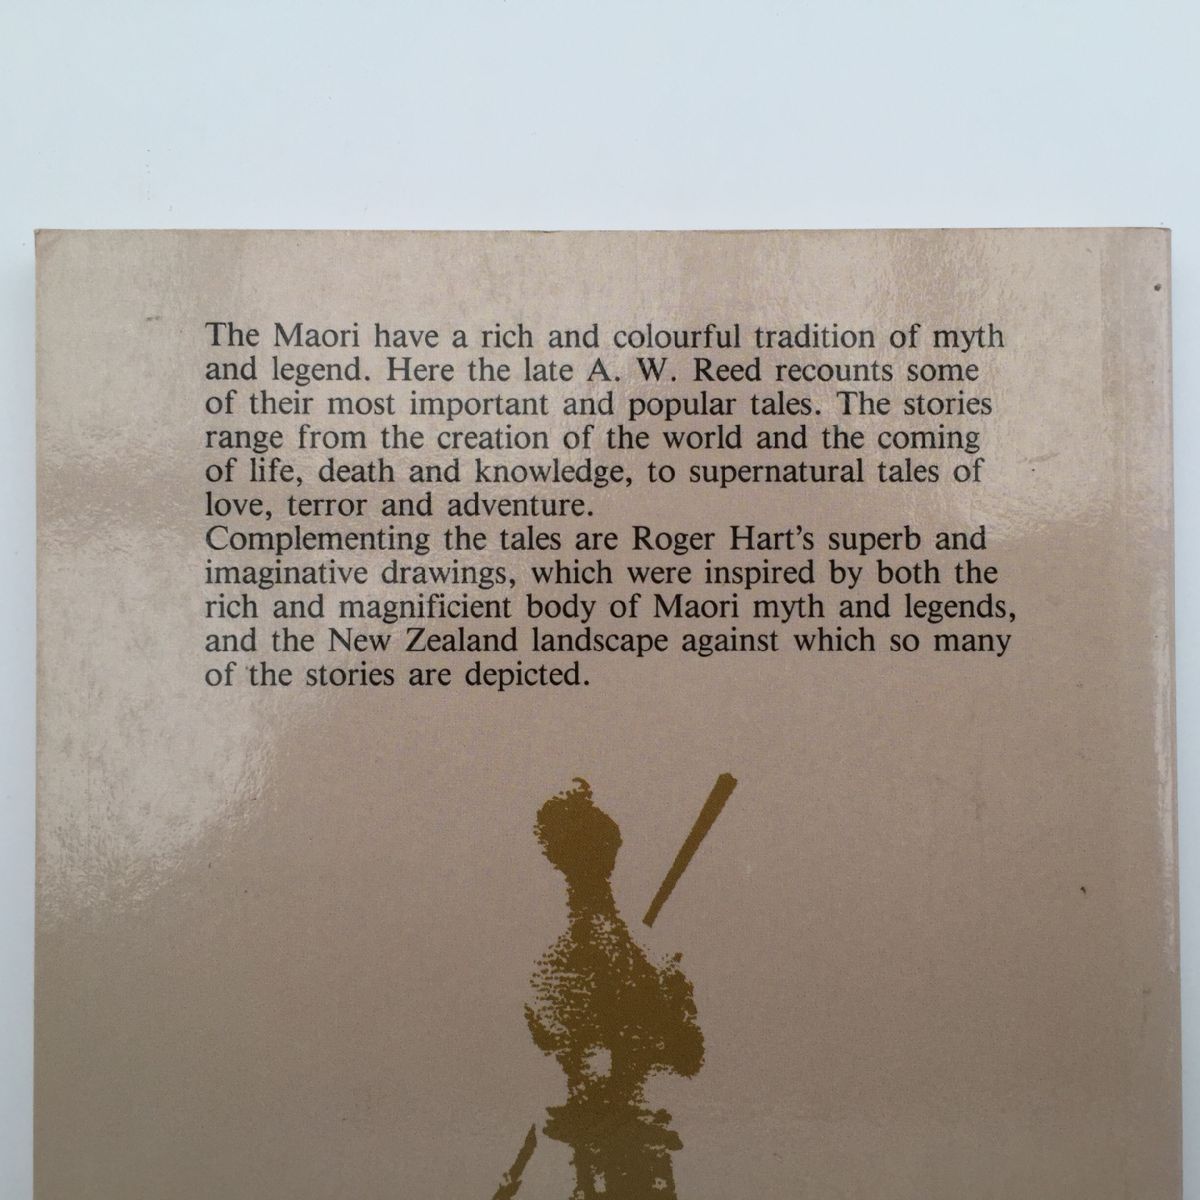 The Maori have a rich and colourful tradition of myth
and legend. Here the late A. W. Reed recounts some
of their most important and popular tales. The stories
range from the creation of the world and the coming
of life, death and knowledge, to supernatural tales of
love, terror and adventure.
Complementing the tales are Roger Hart's superb and
imaginative drawings, which were inspired by both the
rich and magnificient body of Maori myth and legends,
and the New Zealand landscape against which so many
of the stories are depicted.